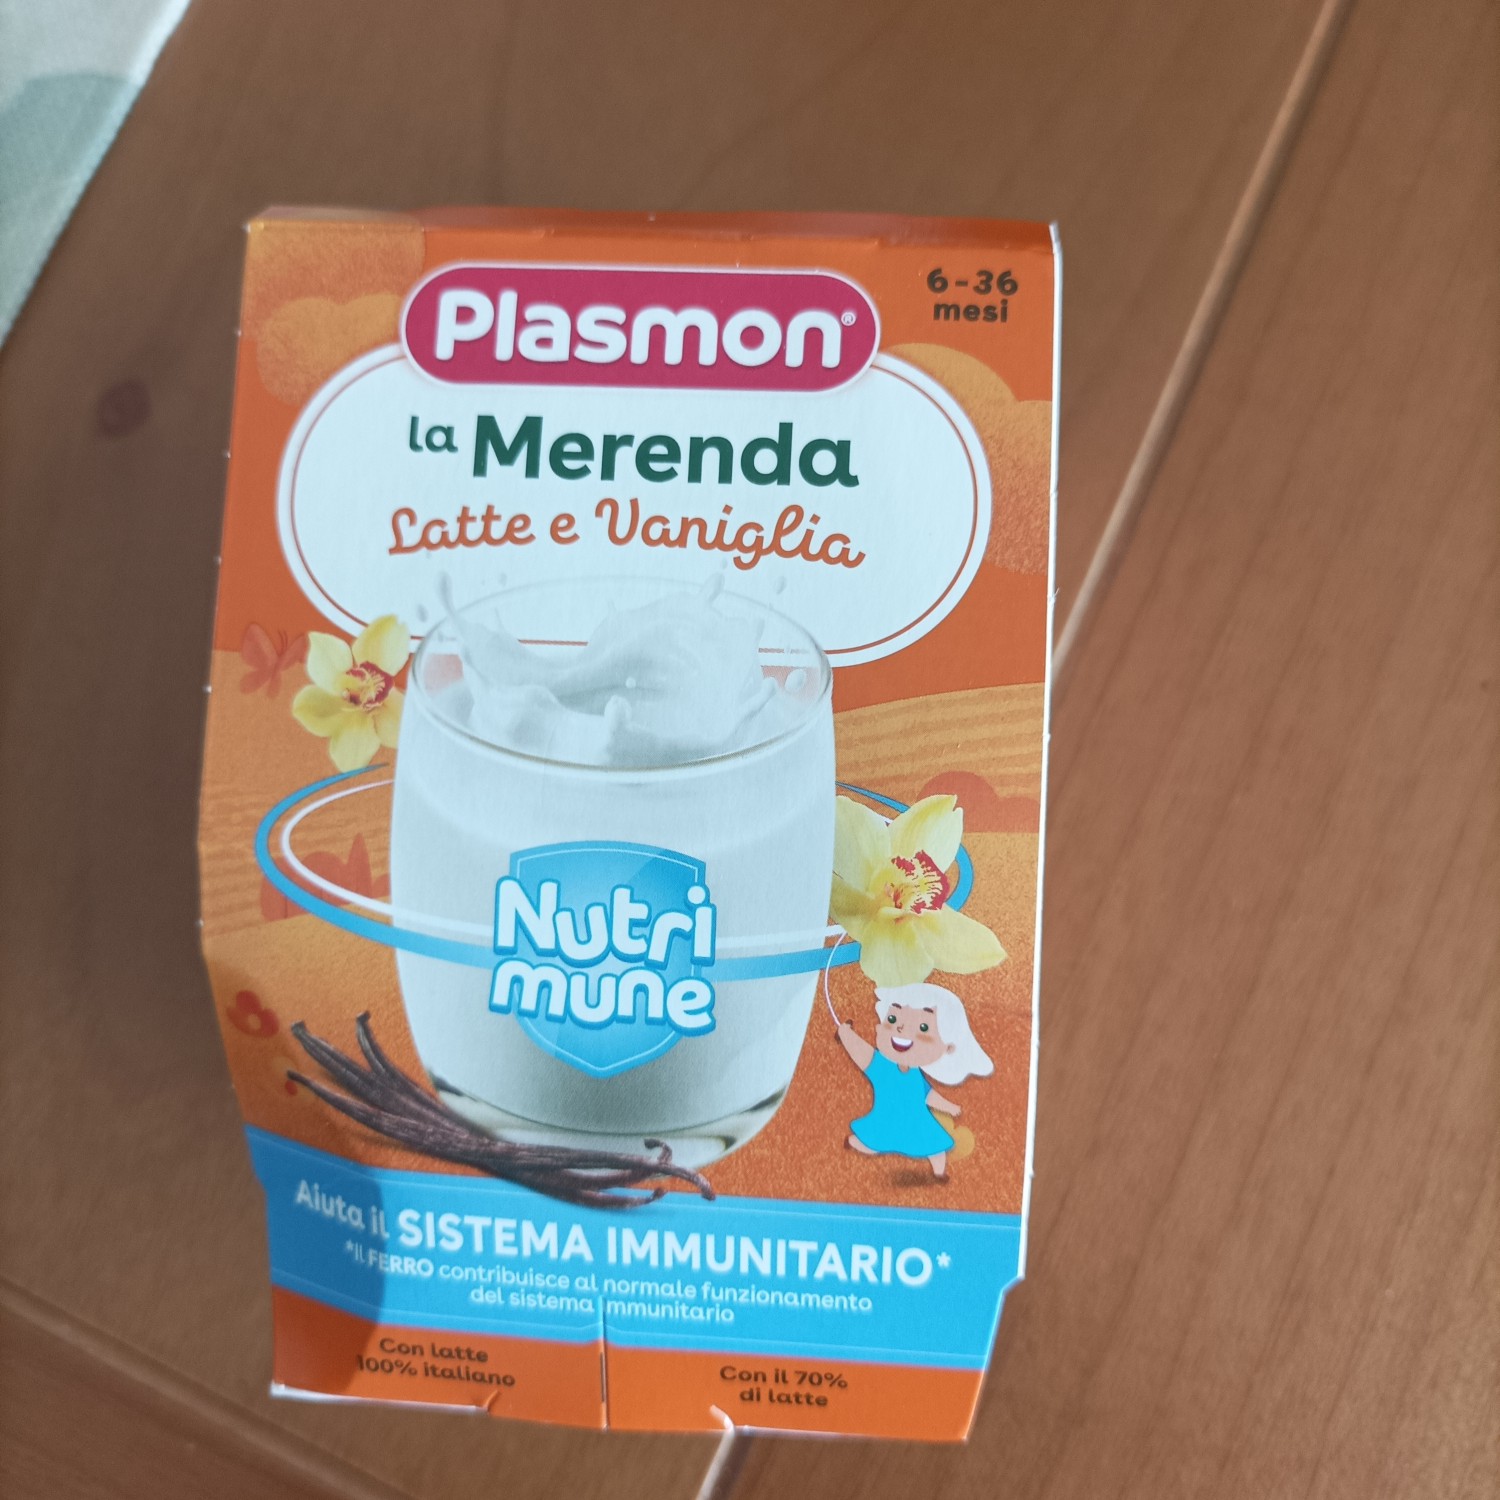 6-36
mesi
Plasmon®
la Merenda
Latte e Vaniglia
Nutri
mune
Aiuta il SISTEMA IMMUNITARIO*
*Il FERRO contribuisce al normale funzionamento
del sistema immunitario
Con latte
100% italiano
Con il 70%
di latte